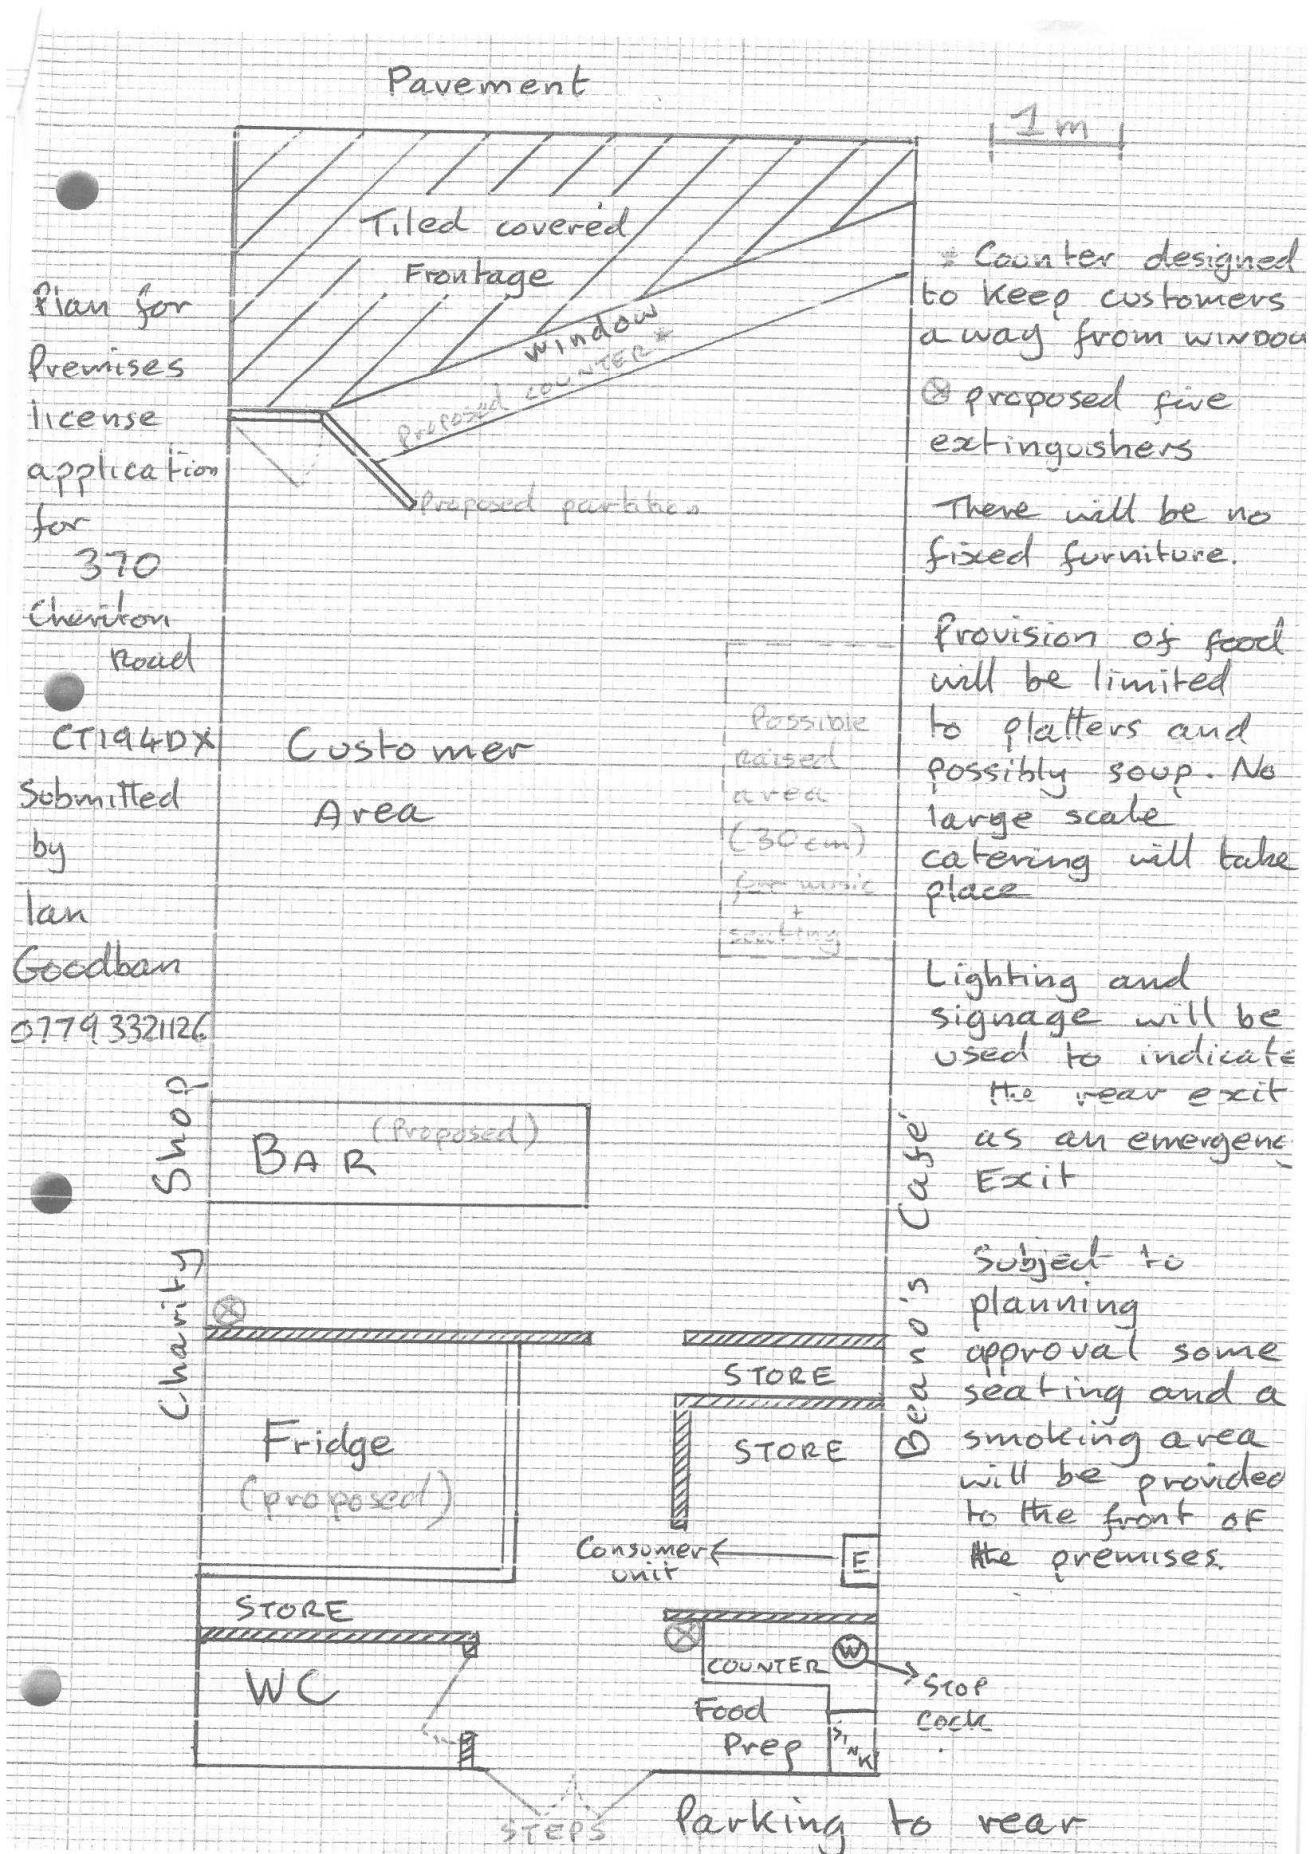 Pavement
1m
Tiled covered
Frontage
Window
Proposed COUNTER *
Proposed partition
Plan for
Premises
license
application
for
370
Cheriton
Road
CT194DX
Submitted
by
Ian
Goodban
07793321126
* Counter designed
to keep customers
away from WINDOW
⊗ proposed fire
extinguishers
There will be no
fixed furniture.
Provision of food
will be limited
to platters and
possibly soup. No
large scale
catering will take
place
Lighting and
signage will be
used to indicate
the rear exit
as an emergenc
Exit
Subject to
planning
approval some
seating and a
smoking area
will be provided
to the front of
the premises.
Customer
Area
Possible
raised
area
(30cm)
for music
+
seating
BAR (Proposed)
Charity Shop
Beano's Café
Fridge
(proposed)
STORE
STORE
Consumer
unit
E
STORE
WC
COUNTER
W
STOP
COCK
Food
Prep
SINK
STEPS
Parking to rear